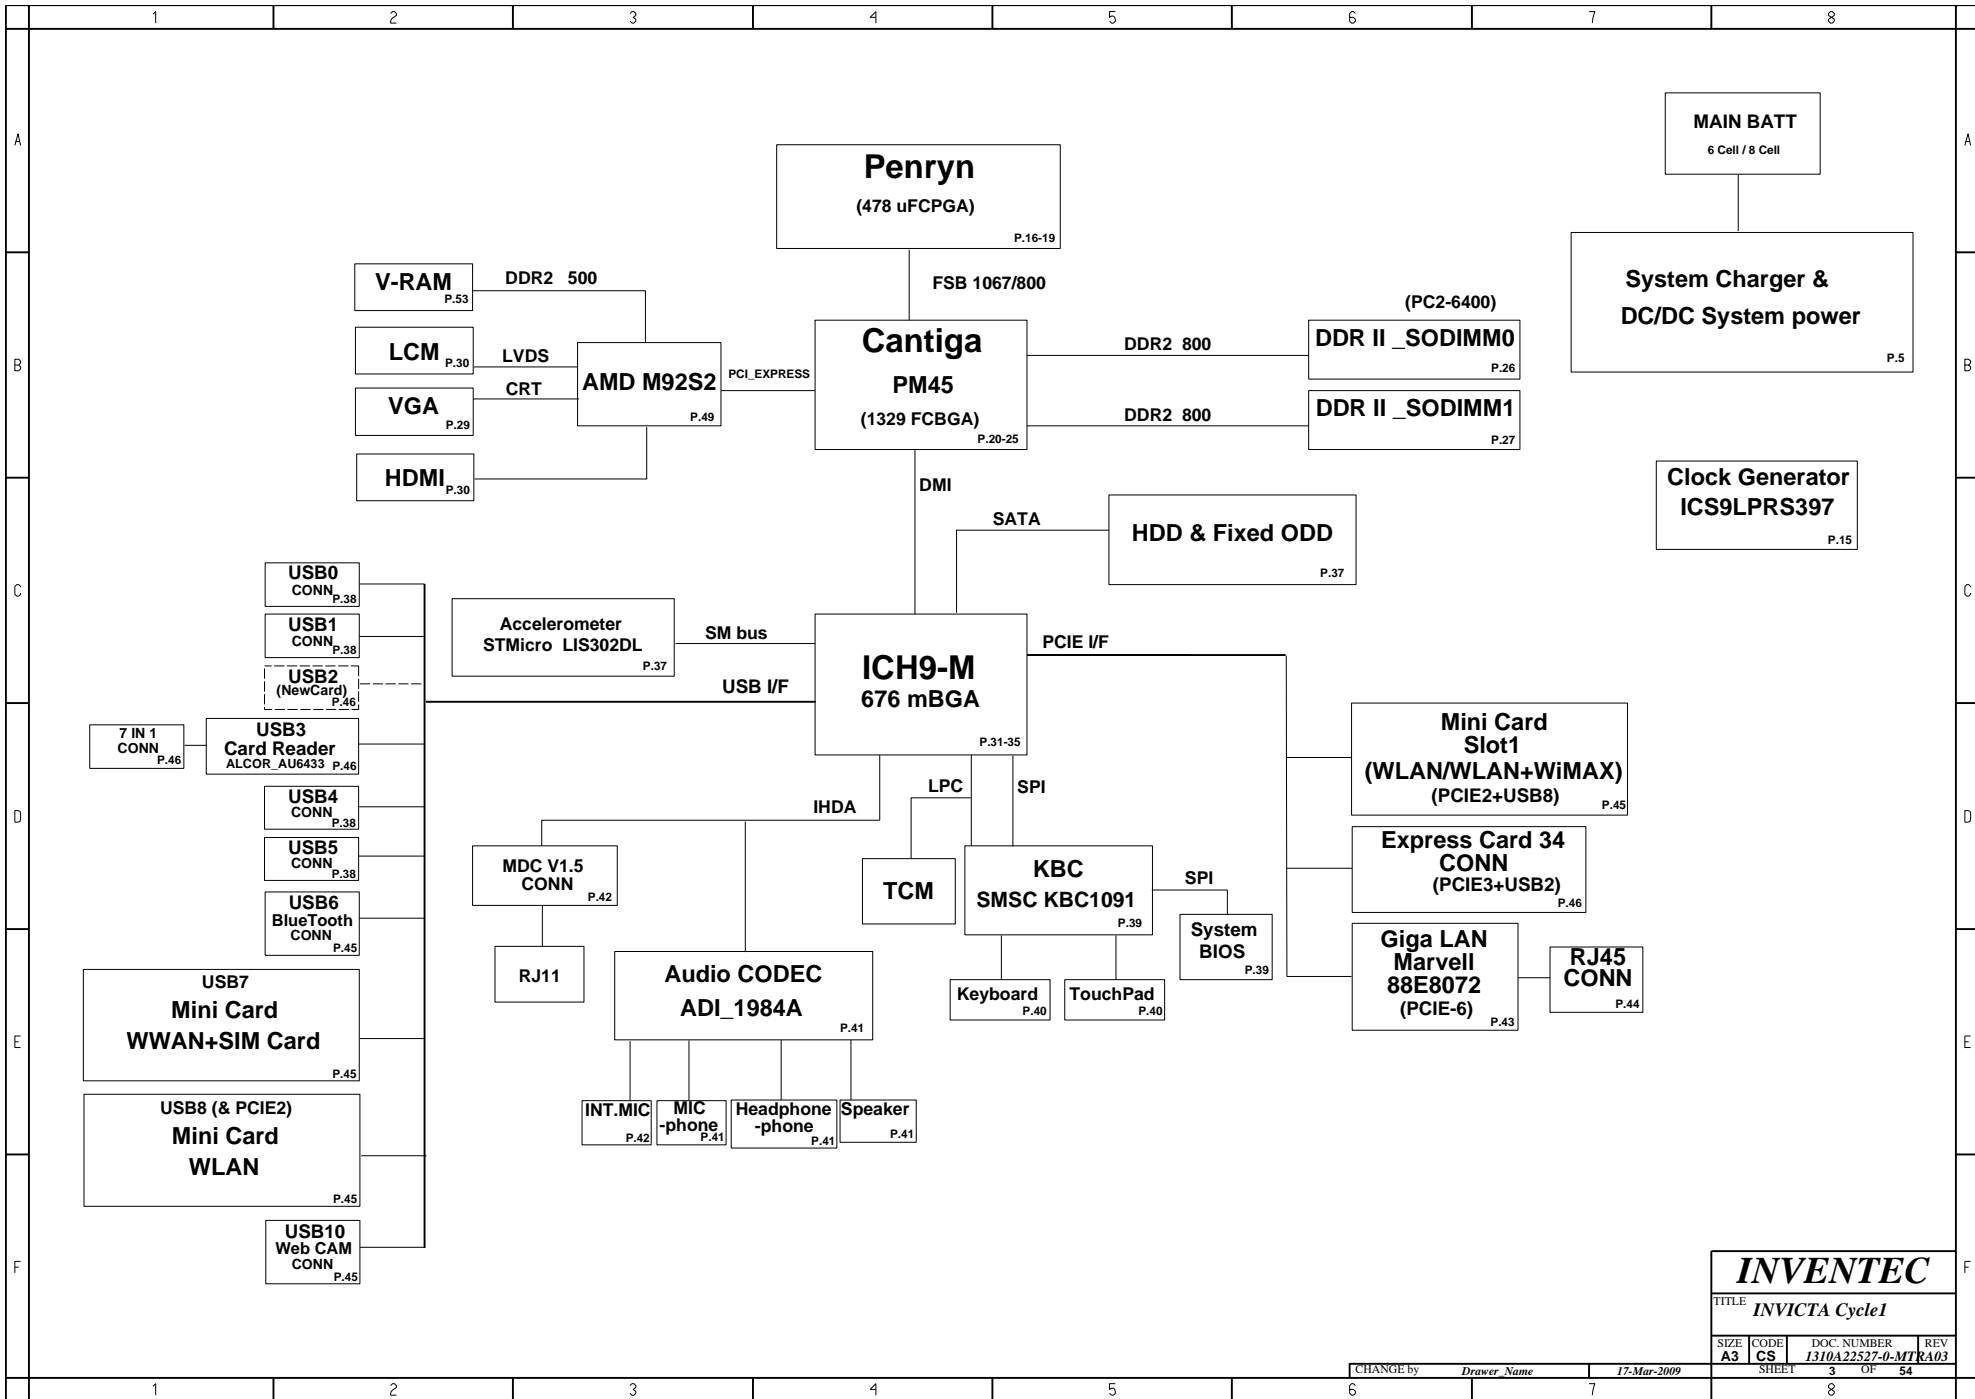 1 2 3 4 5 6 7 8
A
B
C
D
E
F
A
B
C
D
E
F
MAIN BATT
6 Cell / 8 Cell
System Charger &
DC/DC System power
P.5
Penryn
(478 uFCPGA)
P.16-19
FSB 1067/800
V-RAM
P.53
DDR2 500
LCM
P.30
LVDS
VGA
P.29
CRT
HDMI
P.30
AMD M92S2
P.49
PCI_EXPRESS
Cantiga
PM45
(1329 FCBGA)
P.20-25
DDR2 800
DDR2 800
(PC2-6400)
DDR II _SODIMM0
P.26
DDR II _SODIMM1
P.27
Clock Generator
ICS9LPRS397
P.15
DMI
SATA
HDD & Fixed ODD
P.37
Accelerometer
STMicro LIS302DL
P.37
SM bus
USB I/F
ICH9-M
676 mBGA
P.31-35
PCIE I/F
USB0
CONN
P.38
USB1
CONN
P.38
USB2
(NewCard)
P.46
7 IN 1
CONN
P.46
USB3
Card Reader
ALCOR_AU6433 P.46
USB4
CONN
P.38
USB5
CONN
P.38
USB6
BlueTooth
CONN
P.45
USB7
Mini Card
WWAN+SIM Card
P.45
USB8 (& PCIE2)
Mini Card
WLAN
P.45
USB10
Web CAM
CONN
P.45
IHDA
LPC
SPI
MDC V1.5
CONN
P.42
RJ11
TCM
KBC
SMSC KBC1091
P.39
SPI
System
BIOS
P.39
Keyboard
P.40
TouchPad
P.40
Audio CODEC
ADI_1984A
P.41
INT.MIC
P.42
MIC
-phone
P.41
Headphone
-phone
P.41
Speaker
P.41
Mini Card
Slot1
(WLAN/WLAN+WiMAX)
(PCIE2+USB8)
P.45
Express Card 34
CONN
(PCIE3+USB2)
P.46
Giga LAN
Marvell
88E8072
(PCIE-6)
P.43
RJ45
CONN
P.44
INVENTEC
TITLE INVICTA Cycle1
SIZE CODE DOC. NUMBER REV
A3 CS 1310A22527-0-MTRA03
CHANGE by Drawer_Name 17-Mar-2009 SHEET 3 OF 54
1 2 3 4 5 6 7 8